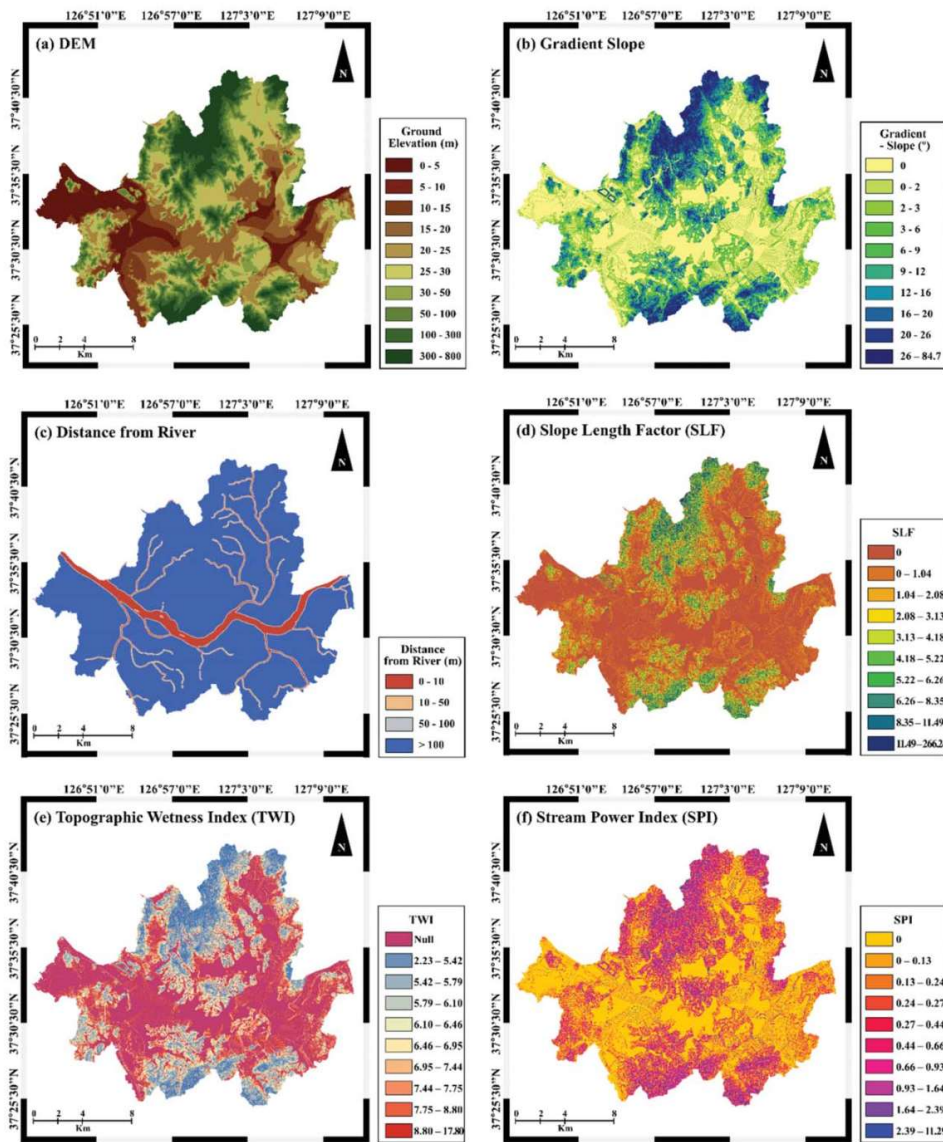 126°51'0"E 126°57'0"E 127°3'0"E 127°9'0"E
(a) DEM
N
37°40'30"N
37°35'30"N
37°30'30"N
37°25'30"N
0 2 4 8
Km
Ground
Elevation (m)
0 - 5
5 - 10
10 - 15
15 - 20
20 - 25
25 - 30
30 - 50
50 - 100
100 - 300
300 - 800
126°51'0"E 126°57'0"E 127°3'0"E 127°9'0"E
(b) Gradient Slope
N
37°40'30"N
37°35'30"N
37°30'30"N
37°25'30"N
0 2 4 8
Km
Gradient
- Slope (°)
0
0 - 2
2 - 3
3 - 6
6 - 9
9 - 12
12 - 16
16 - 20
20 - 26
26 – 84.7
126°51'0"E 126°57'0"E 127°3'0"E 127°9'0"E
(c) Distance from River
N
37°40'30"N
37°35'30"N
37°30'30"N
37°25'30"N
0 2 4 8
Km
Distance
from River (m)
0 - 10
10 - 50
50 - 100
> 100
126°51'0"E 126°57'0"E 127°3'0"E 127°9'0"E
(d) Slope Length Factor (SLF)
N
37°40'30"N
37°35'30"N
37°30'30"N
37°25'30"N
0 2 4 8
Km
SLF
0
0 – 1.04
1.04 – 2.08
2.08 – 3.13
3.13 – 4.18
4.18 – 5.22
5.22 – 6.26
6.26 – 8.35
8.35 – 11.49
11.49 – 266.2
126°51'0"E 126°57'0"E 127°3'0"E 127°9'0"E
(e) Topographic Wetness Index (TWI)
N
37°40'30"N
37°35'30"N
37°30'30"N
37°25'30"N
0 2 4 8
Km
TWI
Null
2.23 – 5.42
5.42 – 5.79
5.79 – 6.10
6.10 – 6.46
6.46 – 6.95
6.95 – 7.44
7.44 – 7.75
7.75 – 8.80
8.80 – 17.80
126°51'0"E 126°57'0"E 127°3'0"E 127°9'0"E
(f) Stream Power Index (SPI)
N
37°40'30"N
37°35'30"N
37°30'30"N
37°25'30"N
0 2 4 8
Km
SPI
0
0 – 0.13
0.13 – 0.24
0.24 – 0.27
0.27 – 0.44
0.44 – 0.66
0.66 – 0.93
0.93 – 1.64
1.64 – 2.39
2.39 – 11.29